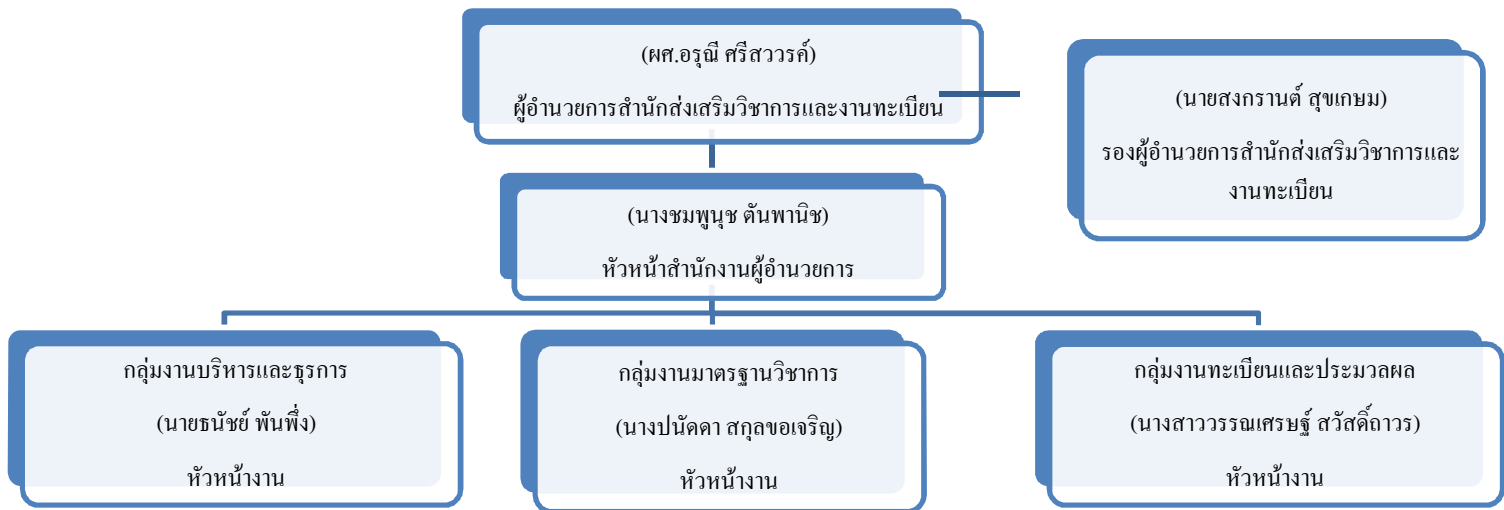 (ผศ.อรุณี ศรีสววรค์)
ผู้อำนวยการสำนักส่งเสริมวิชาการและงานทะเบียน
(นายสงกรานต์ สุขเกษม)
รองผู้อำนวยการสำนักส่งเสริมวิชาการและ
งานทะเบียน
(นางชมพูนุช ตันพานิช)
หัวหน้าสำนักงานผู้อำนวยการ
กลุ่มงานบริหารและธุรการ
(นายธนัชย์ พันพึ่ง)
หัวหน้างาน
กลุ่มงานมาตรฐานวิชาการ
(นางปนัดดา สกุลขอเจริญ)
หัวหน้างาน
กลุ่มงานทะเบียนและประมวลผล
(นางสาววรรณเศรษฐ์ สวัสดิ์ถาวร)
หัวหน้างาน